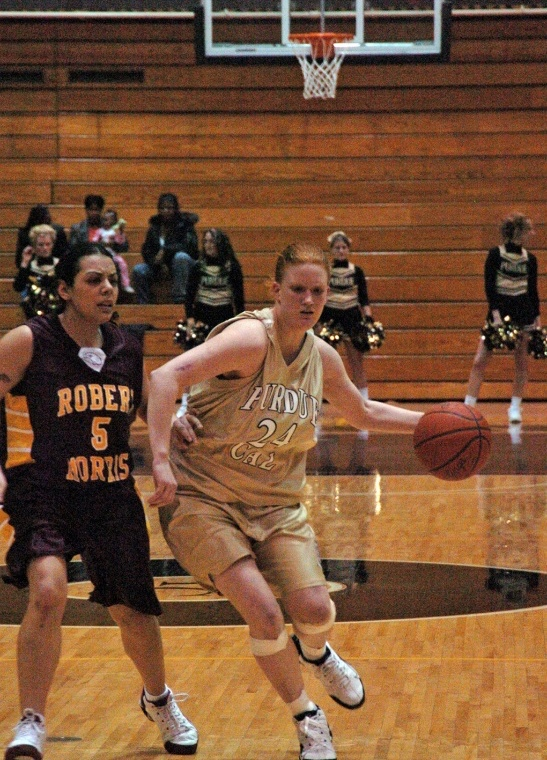 PURDUE
24
CAL
ROBERT
5
MORRIS